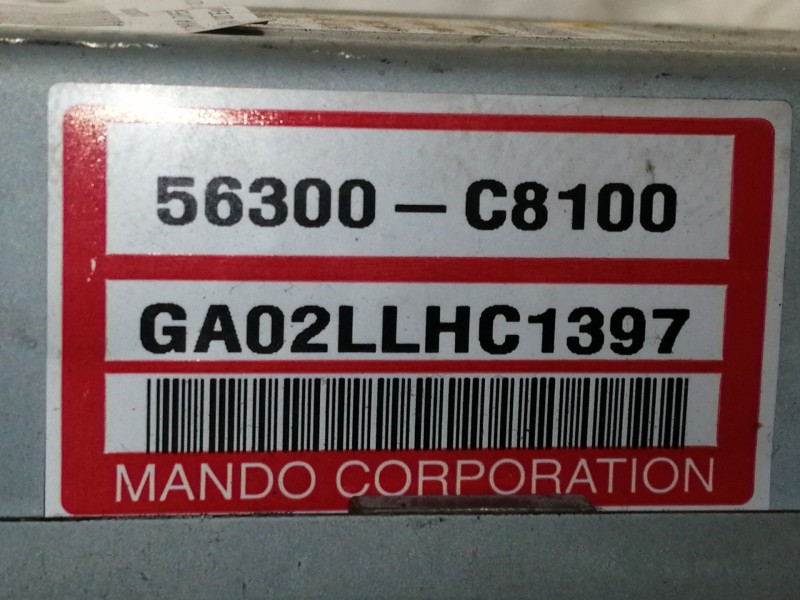 56300-C8100
GA02LLHC1397
MANDO CORPORATION